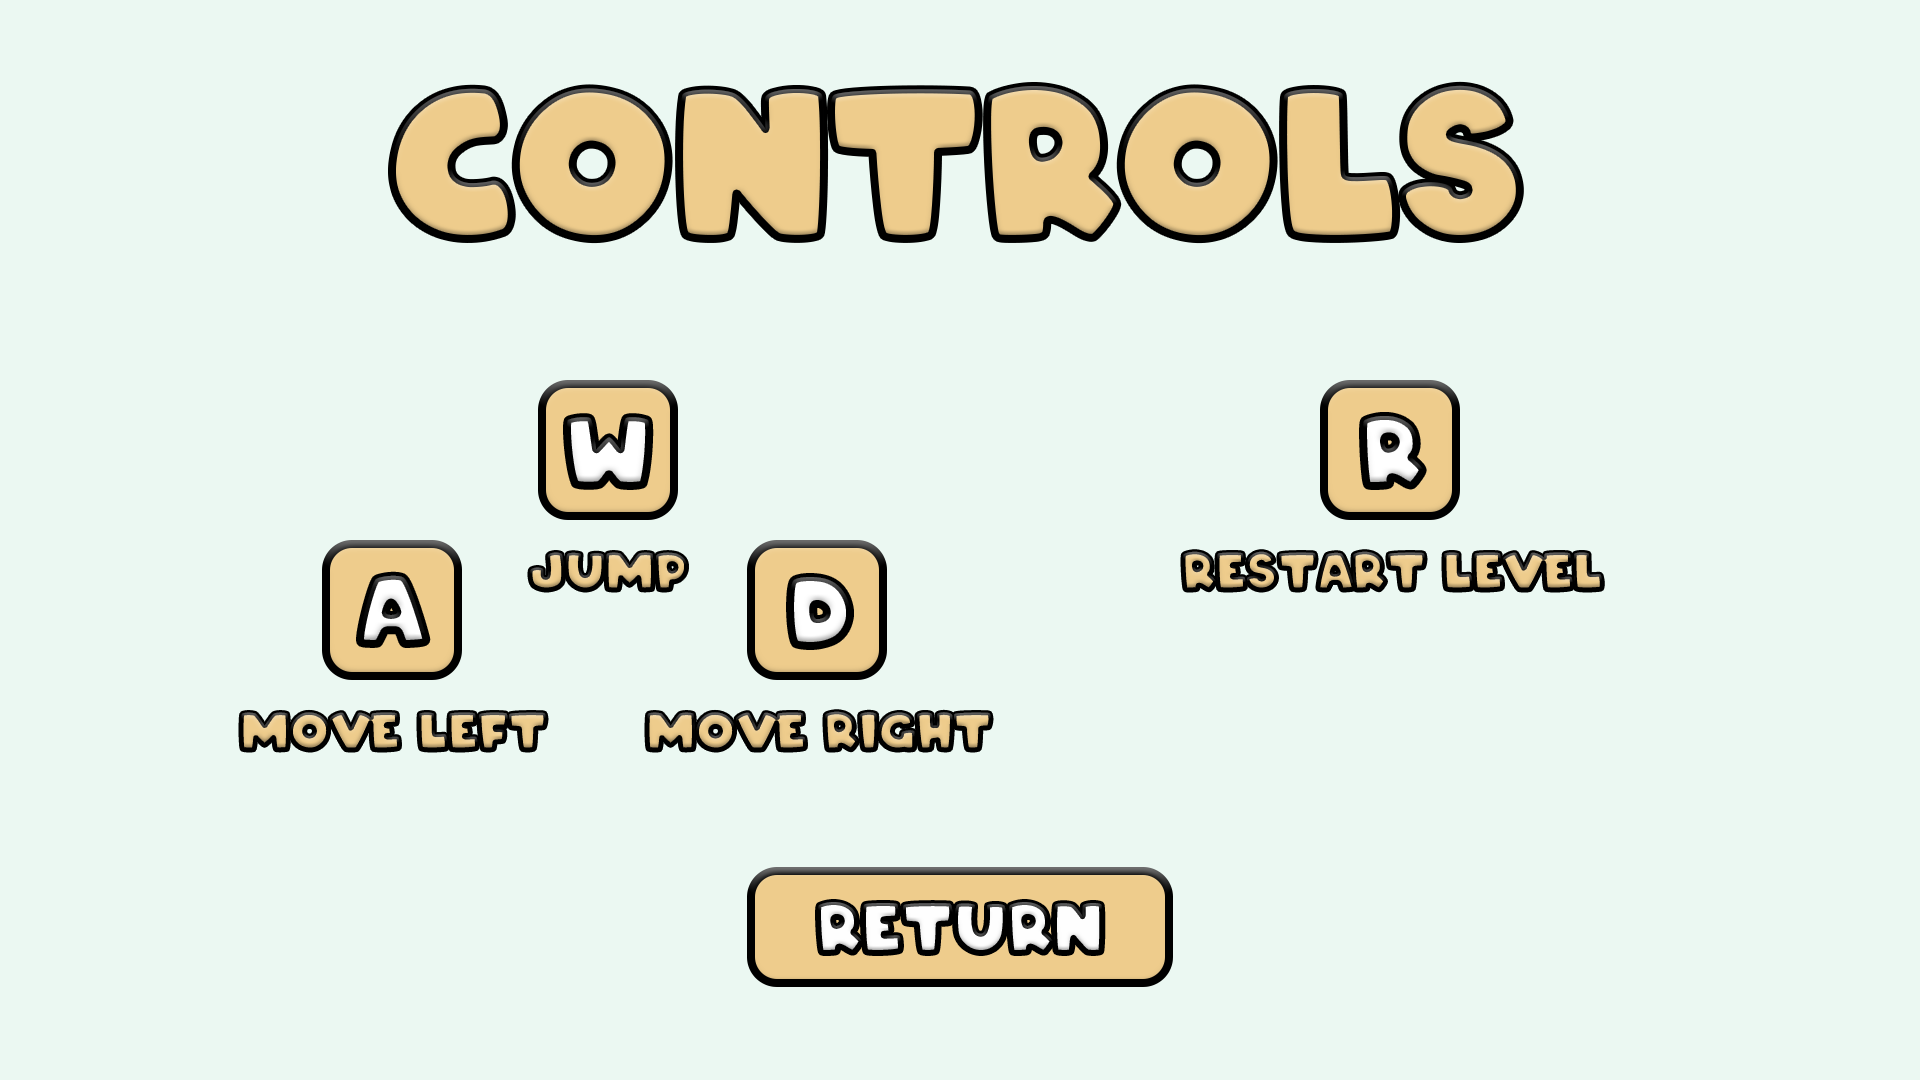 CONTROLS
W
JUMP
A
MOVE LEFT
D
MOVE RIGHT
R
RESTART LEVEL
RETURN